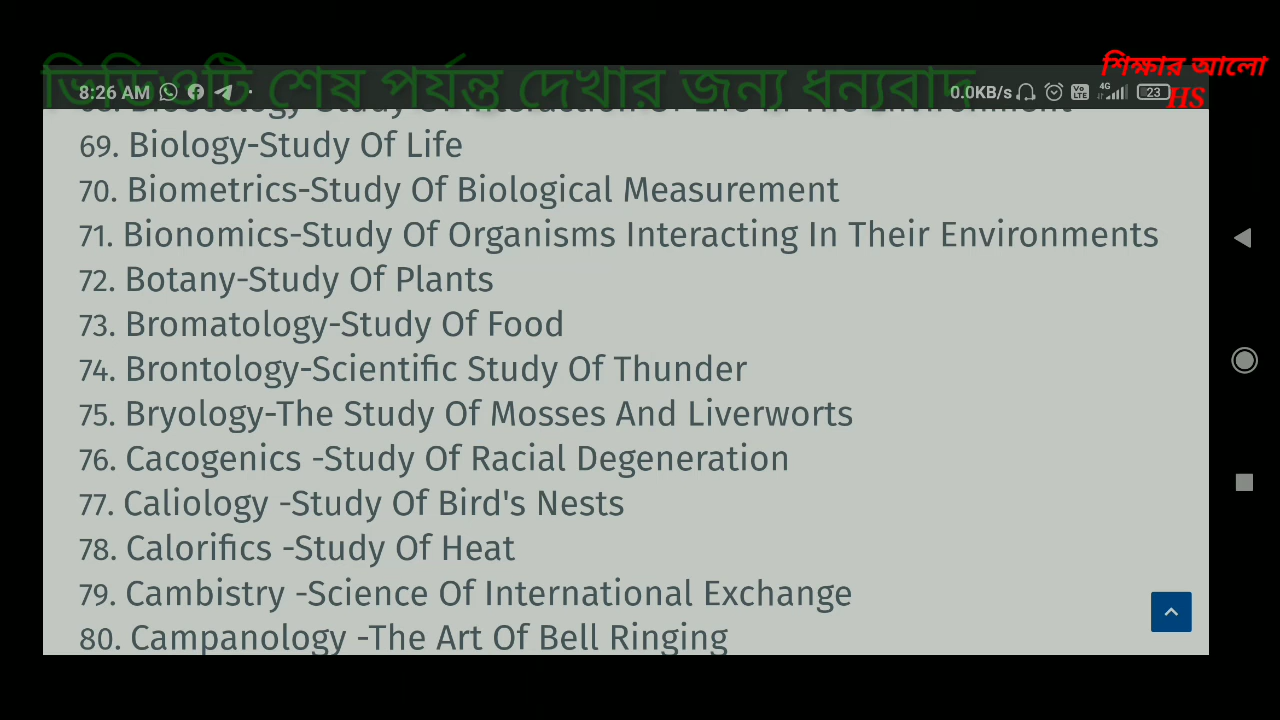 ভিডিওটি শেষ পর্যন্ত দেখার জন্য ধন্যবাদ
শিক্ষার আলো
HS
8:26 AM
0.0KB/s
Vo
LTE
4G
23
69. Biology-Study Of Life
70. Biometrics-Study Of Biological Measurement
71. Bionomics-Study Of Organisms Interacting In Their Environments
72. Botany-Study Of Plants
73. Bromatology-Study Of Food
74. Brontology-Scientific Study Of Thunder
75. Bryology-The Study Of Mosses And Liverworts
76. Cacogenics -Study Of Racial Degeneration
77. Caliology -Study Of Bird's Nests
78. Calorifics -Study Of Heat
79. Cambistry -Science Of International Exchange
80. Campanology -The Art Of Bell Ringing